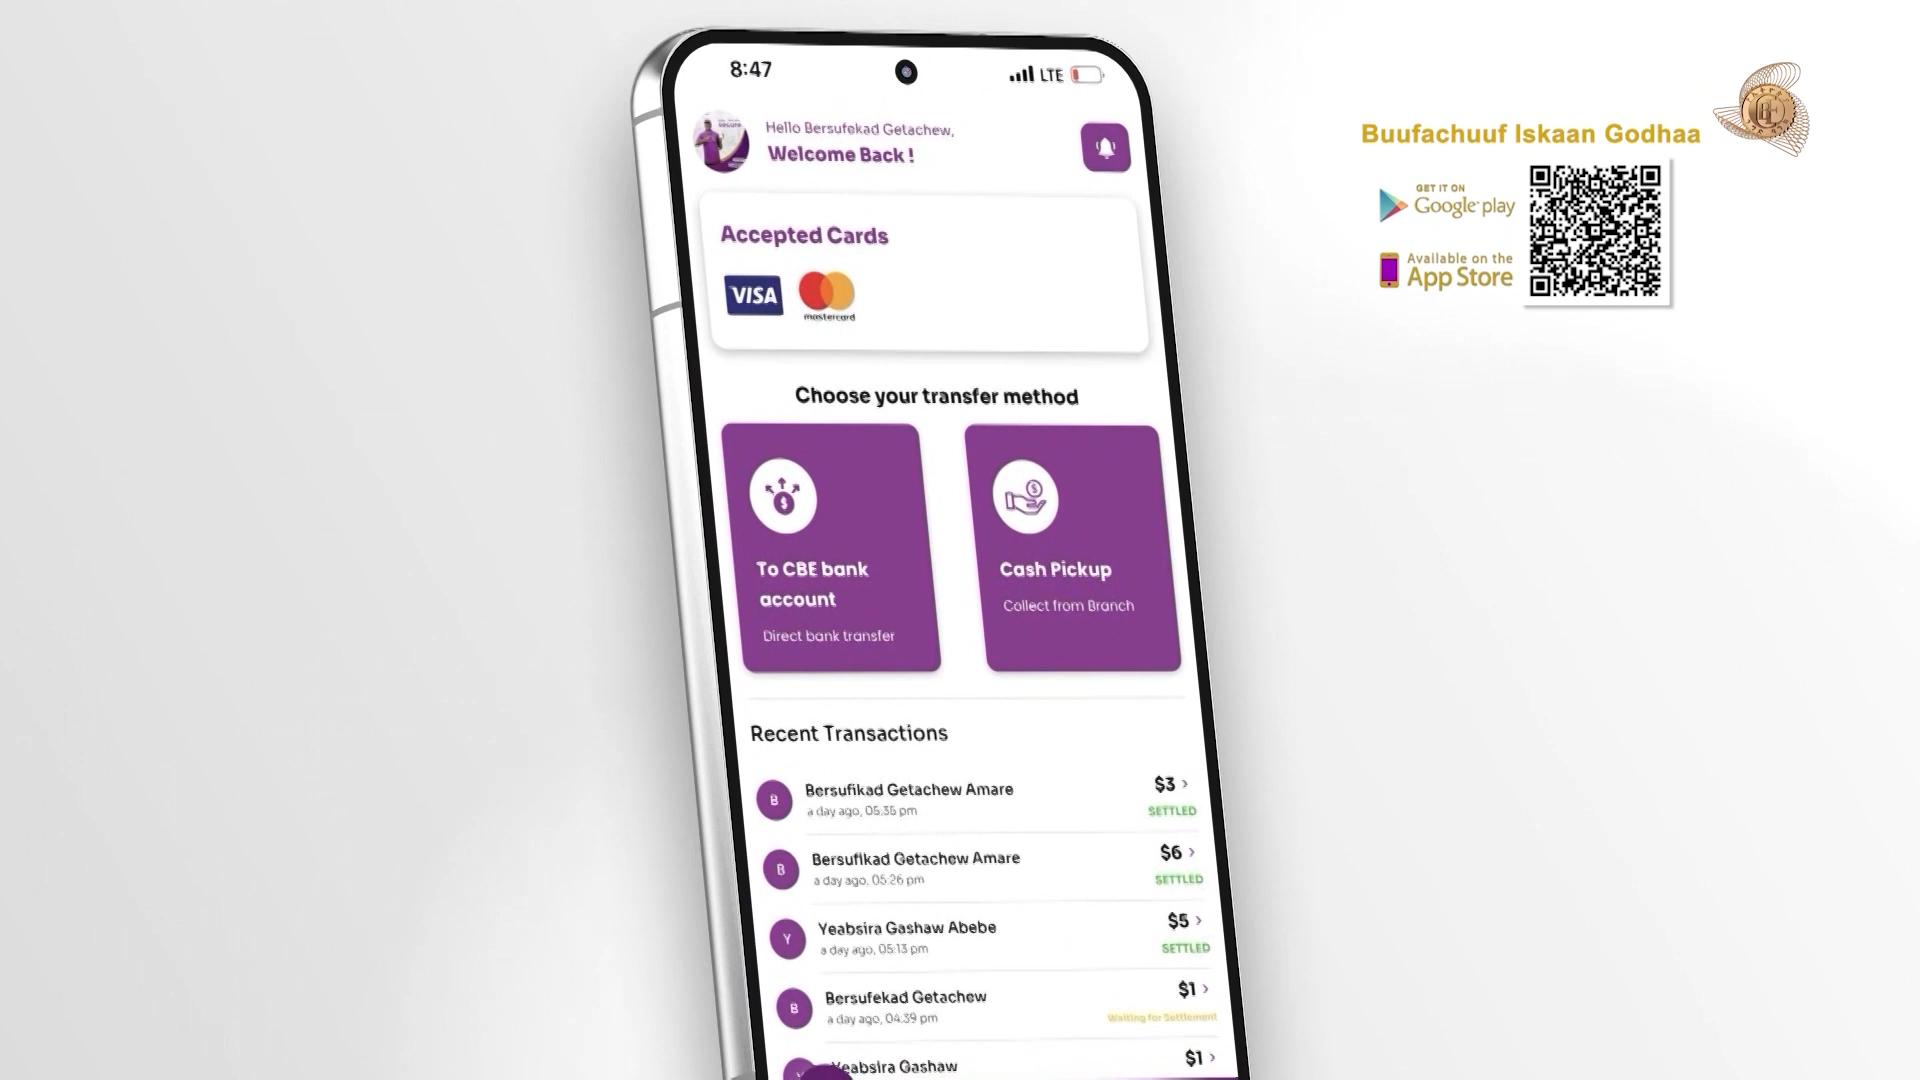 8:47
LTE
Hello Bersufekad Getachew,
Welcome Back !
Accepted Cards
VISA
mastercard
Choose your transfer method
To CBE bank
account
Direct bank transfer
Cash Pickup
Collect from Branch
Recent Transactions
B
Bersufikad Getachew Amare
$3 ›
a day ago, 05:35 pm
SETTLED
B
Bersufikad Getachew Amare
$6 ›
a day ago, 05:26 pm
SETTLED
Y
Yeabsira Gashaw Abebe
$5 ›
a day ago, 05:13 pm
SETTLED
B
Bersufekad Getachew
$1 ›
a day ago, 04:39 pm
Waiting for Settlement
Yeabsira Gashaw
$1 ›
Buufachuuf Iskaan Godhaa
GET IT ON
Google play
Available on the
App Store